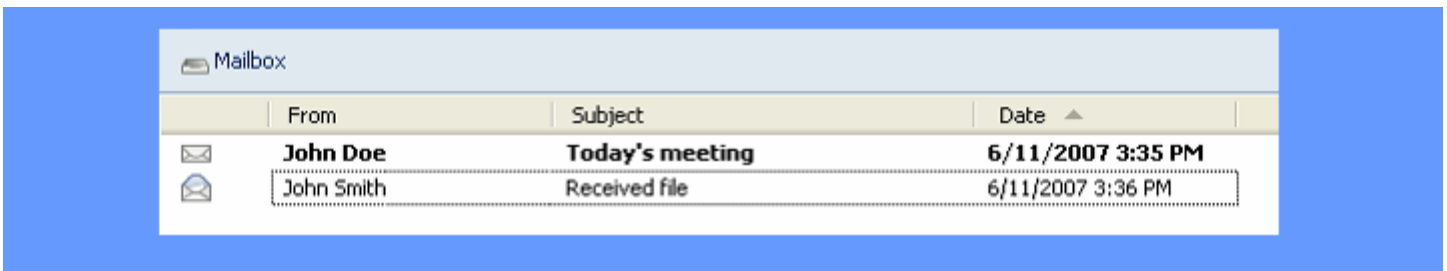 Mailbox
From Subject Date
John Doe Today's meeting 6/11/2007 3:35 PM
John Smith Received file 6/11/2007 3:36 PM